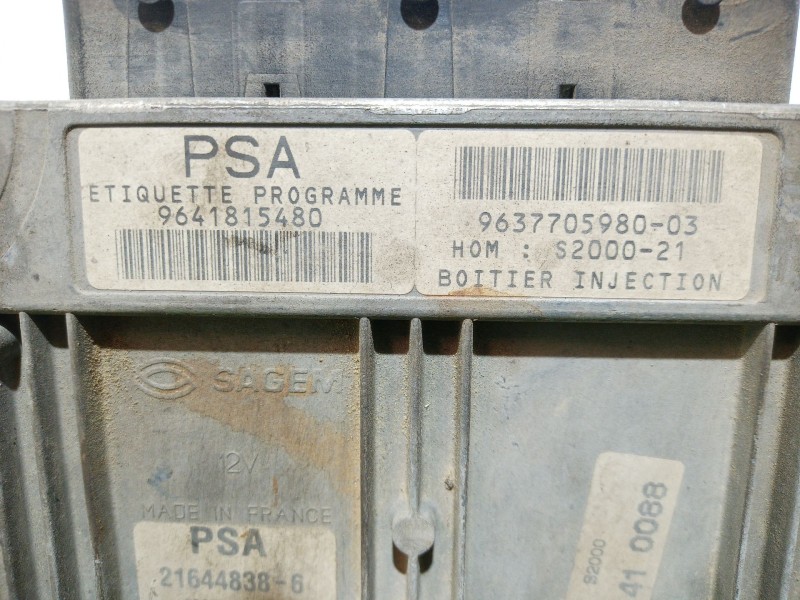 PSA
ETIQUETTE PROGRAMME
9641815480
9637705980-03
HOM : S2000-21
BOITIER INJECTION
SAGEM
12V
MADE IN FRANCE
PSA
21644838-6
92000
41 0088